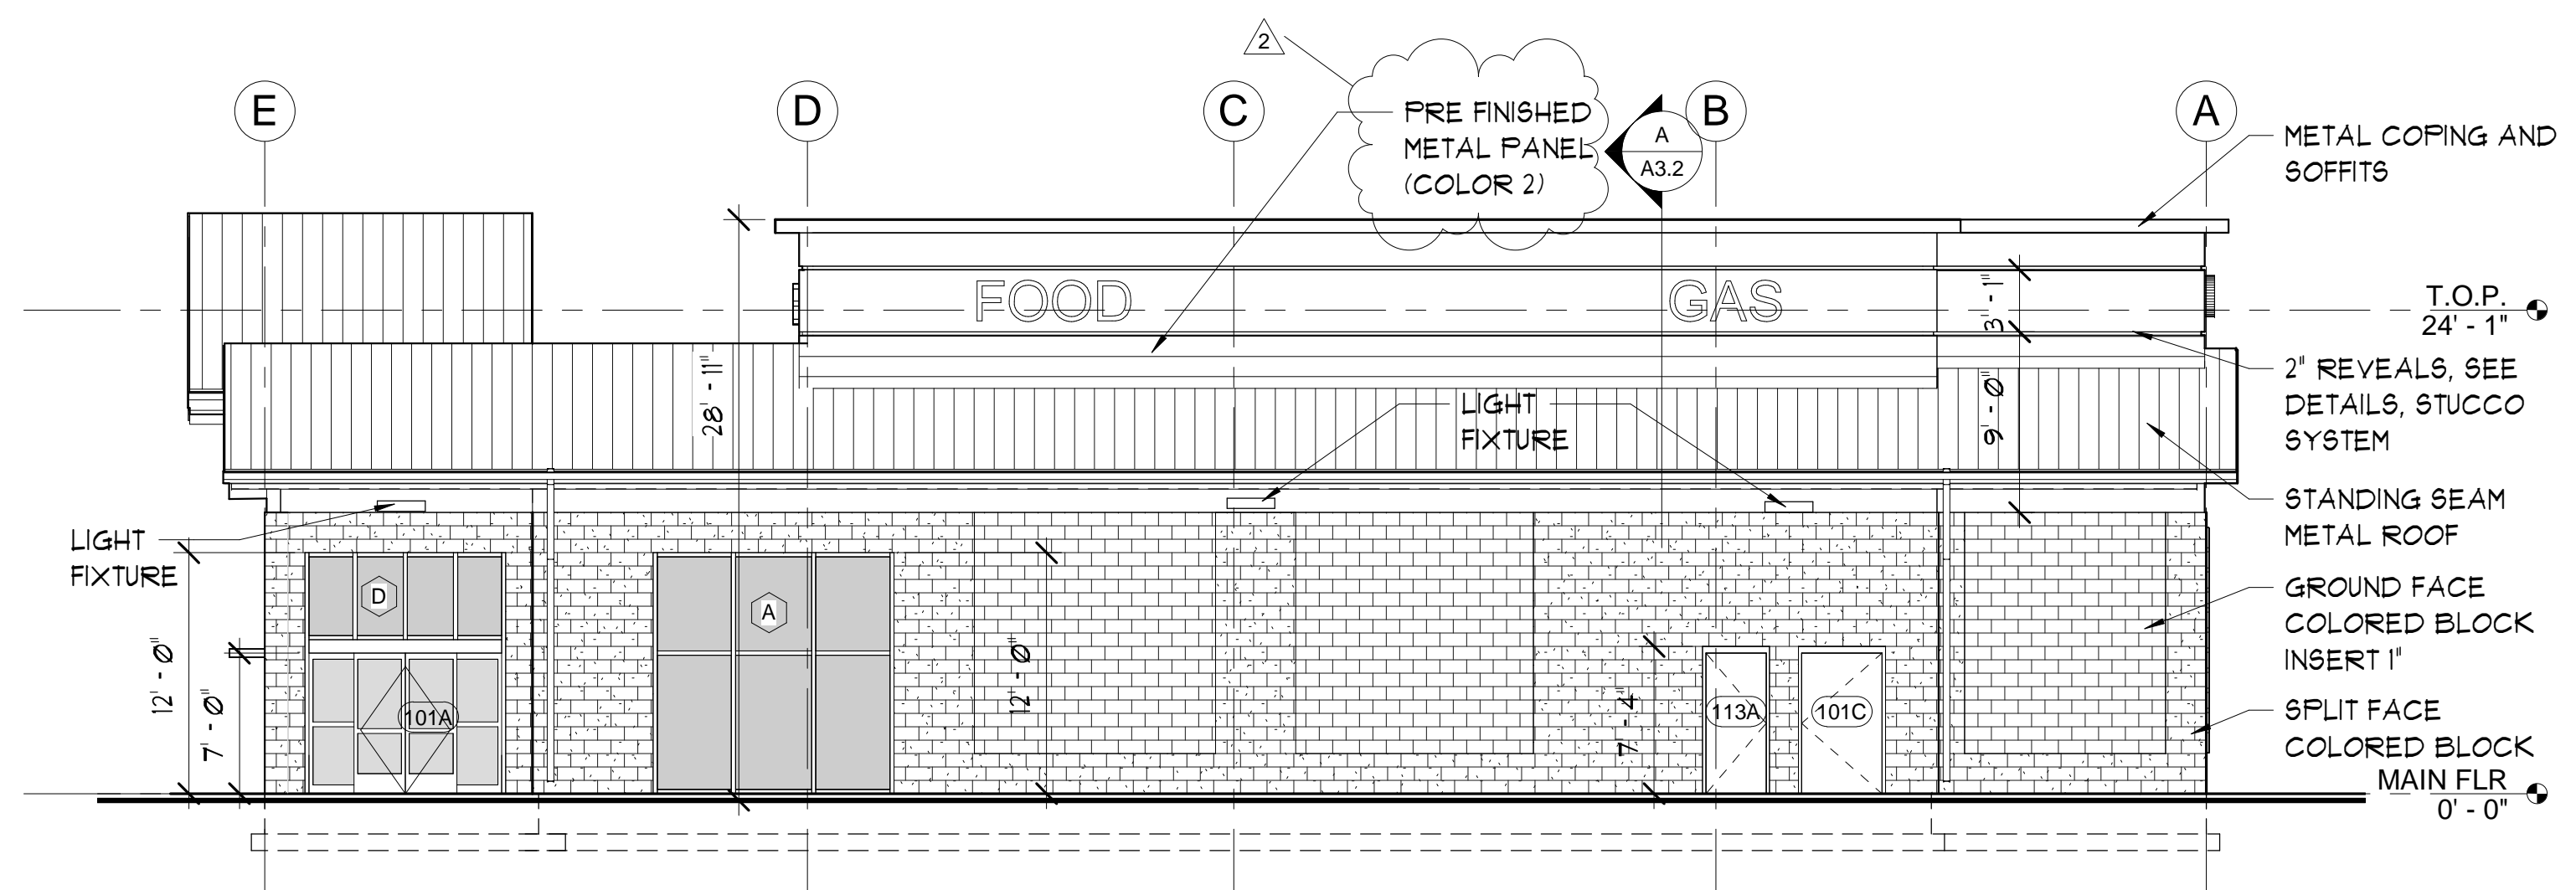 2
E
D
C
B
A
PRE FINISHED
METAL PANEL
(COLOR 2)
A
A3.2
METAL COPING AND
SOFFITS
FOOD
GAS
3' - 1"
T.O.P.
24' - 1"
28' - 11"
2" REVEALS, SEE
DETAILS, STUCCO
SYSTEM
LIGHT
FIXTURE
9' - 0"
STANDING SEAM
METAL ROOF
LIGHT
FIXTURE
D
A
GROUND FACE
COLORED BLOCK
INSERT 1"
12' - 0"
7' - 0"
12' - 0"
7' - 4"
101A
113A
101C
SPLIT FACE
COLORED BLOCK
MAIN FLR
0' - 0"